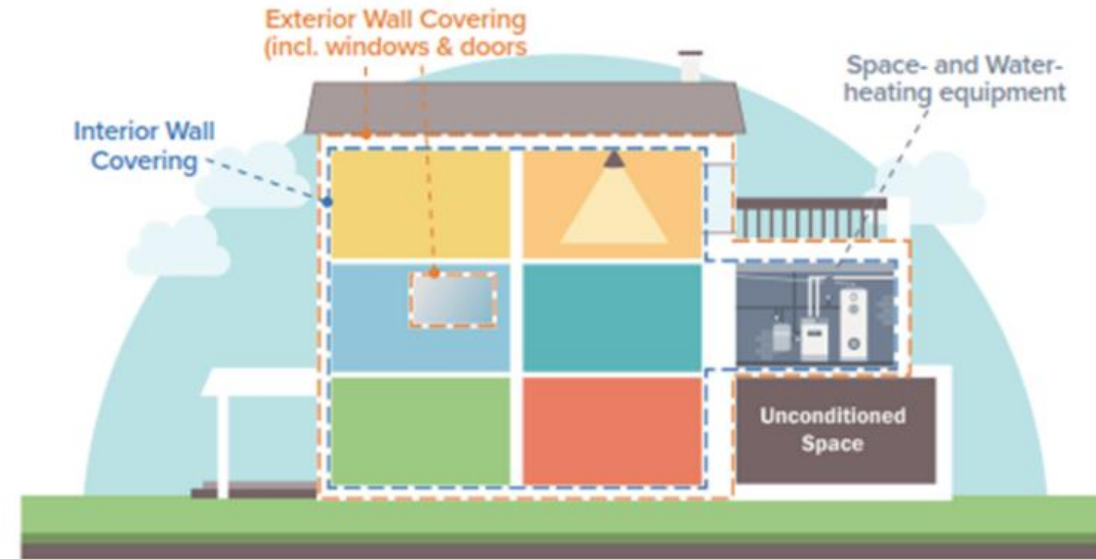 Exterior Wall Covering
(incl. windows & doors
Space- and Water-
heating equipment
Interior Wall
Covering
Unconditioned
Space